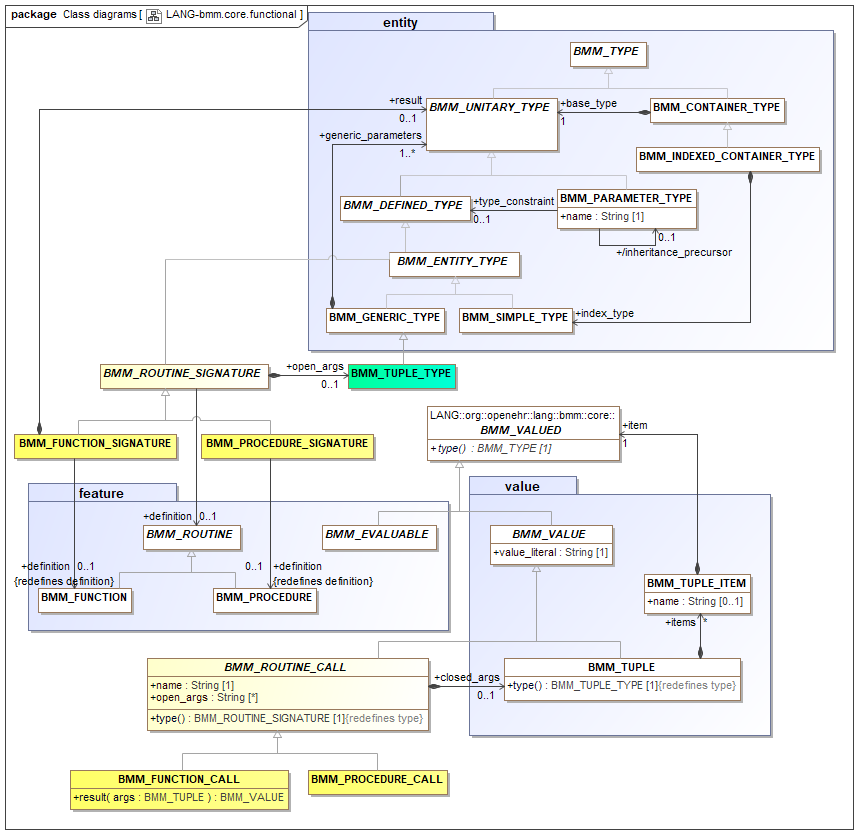 package Class diagrams [ LANG-bmm.core.functional ]
entity
BMM_TYPE
+result
BMM_UNITARY_TYPE
+base_type
BMM_CONTAINER_TYPE
0..1
1
+generic_parameters
1..*
BMM_INDEXED_CONTAINER_TYPE
BMM_DEFINED_TYPE
+type_constraint
0..1
BMM_PARAMETER_TYPE
+name : String [1]
0..1
+/inheritance_precursor
BMM_ENTITY_TYPE
BMM_GENERIC_TYPE
BMM_SIMPLE_TYPE
+index_type
BMM_ROUTINE_SIGNATURE
+open_args
0..1
BMM_TUPLE_TYPE
LANG::org::openehr::lang::bmm::core::
BMM_VALUED
+type() : BMM_TYPE [1]
+item
1
BMM_FUNCTION_SIGNATURE
BMM_PROCEDURE_SIGNATURE
feature
value
+definition 0..1
BMM_ROUTINE
BMM_EVALUABLE
BMM_VALUE
+value_literal : String [1]
+definition 0..1
{redefines definition}
0..1 +definition
{redefines definition}
BMM_FUNCTION
BMM_PROCEDURE
BMM_TUPLE_ITEM
+name : String [0..1]
+items *
BMM_ROUTINE_CALL
+name : String [1]
+open_args : String [*]
+type() : BMM_ROUTINE_SIGNATURE [1]{redefines type}
+closed_args
0..1
BMM_TUPLE
+type() : BMM_TUPLE_TYPE [1]{redefines type}
BMM_FUNCTION_CALL
+result( args : BMM_TUPLE ) : BMM_VALUE
BMM_PROCEDURE_CALL